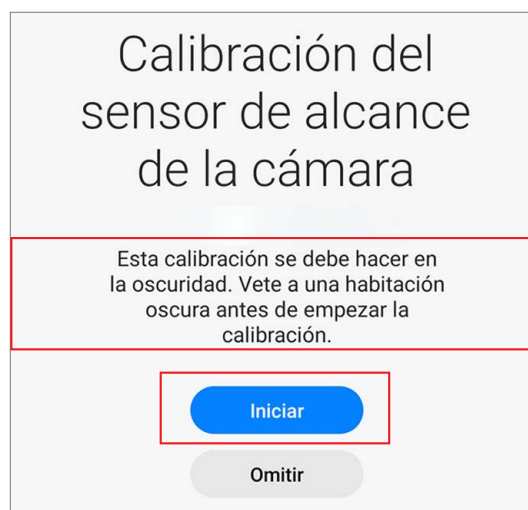 Calibración del
sensor de alcance
de la cámara
Esta calibración se debe hacer en
la oscuridad. Vete a una habitación
oscura antes de empezar la
calibración.
Iniciar
Omitir